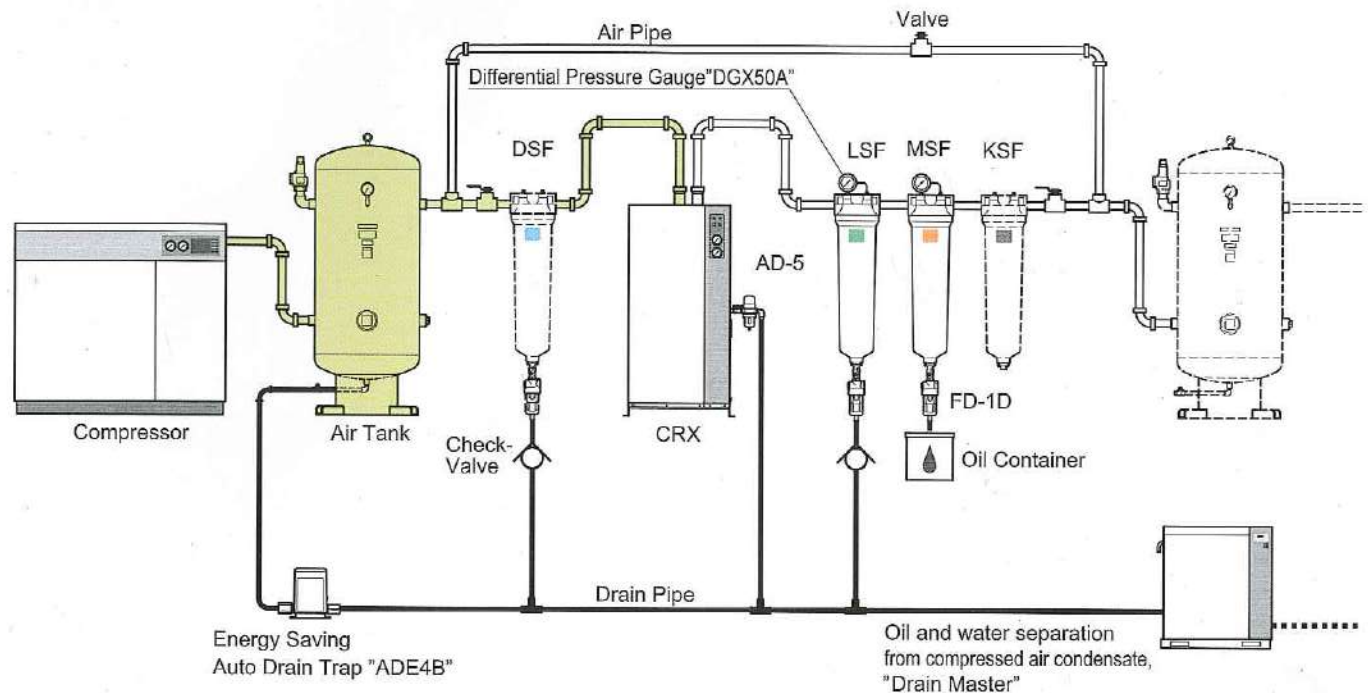 Valve
Air Pipe
Differential Pressure Gauge"DGX50A"
DSF
LSF
MSF
KSF
AD-5
FD-1D
Compressor
Air Tank
CRX
Check-
Valve
Oil Container
Drain Pipe
Energy Saving
Auto Drain Trap "ADE4B"
Oil and water separation
from compressed air condensate,
"Drain Master"